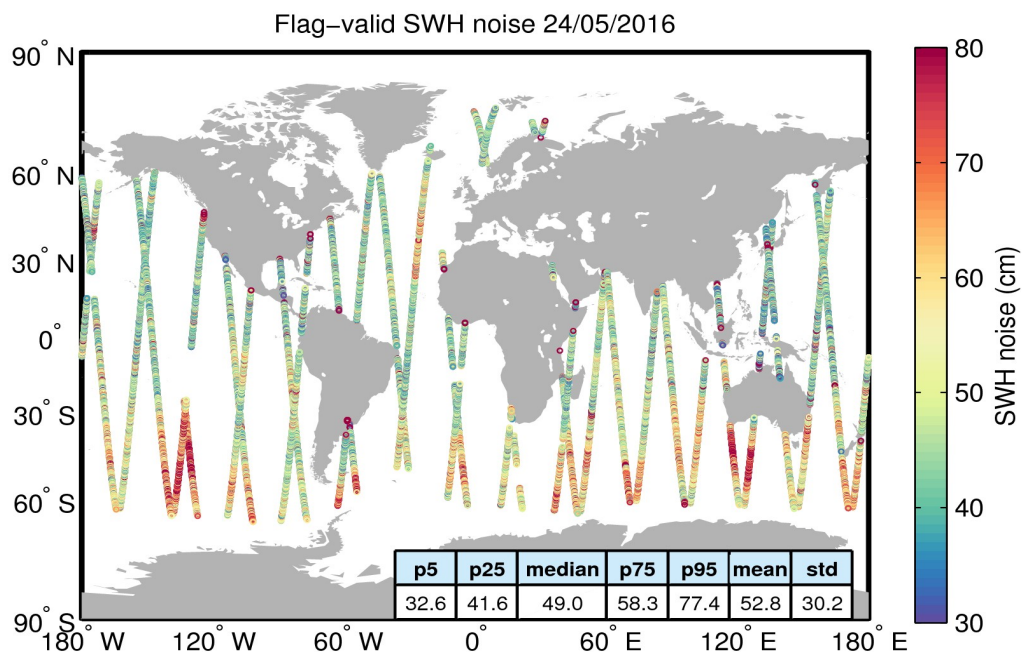 Flag−valid SWH noise 24/05/2016
90° N
60° N
30° N
0°
30° S
60° S
90° S
180° W
120° W
60° W
0°
60° E
120° E
180° E
p5 p25 median p75 p95 mean std
32.6 41.6 49.0 58.3 77.4 52.8 30.2
80
70
60
50
40
30
SWH noise (cm)